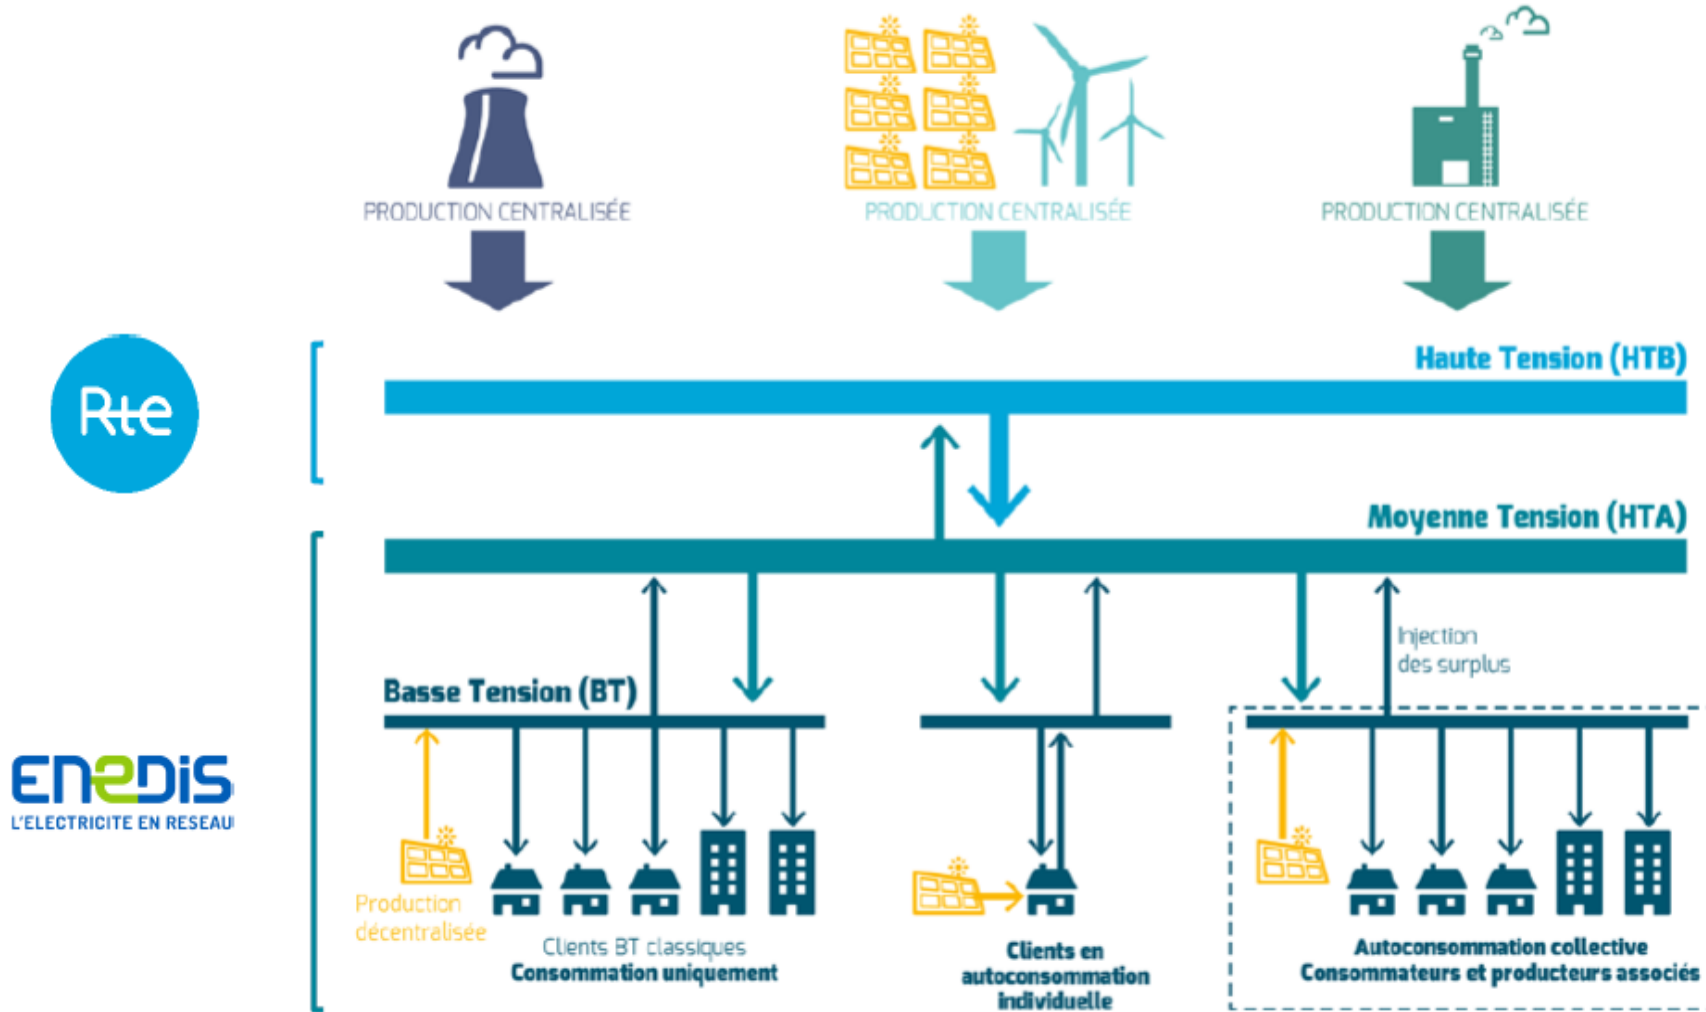 PRODUCTION CENTRALISÉE
PRODUCTION CENTRALISÉE
PRODUCTION CENTRALISÉE
Rte
Haute Tension (HTB)
Moyenne Tension (HTA)
Injection
des surplus
Basse Tension (BT)
ENEDIS
L'ELECTRICITE EN RESEAU
Production
décentralisée
Clients BT classiques
Consommation uniquement
Clients en
autoconsommation
individuelle
Autoconsommation collective
Consommateurs et producteurs associés